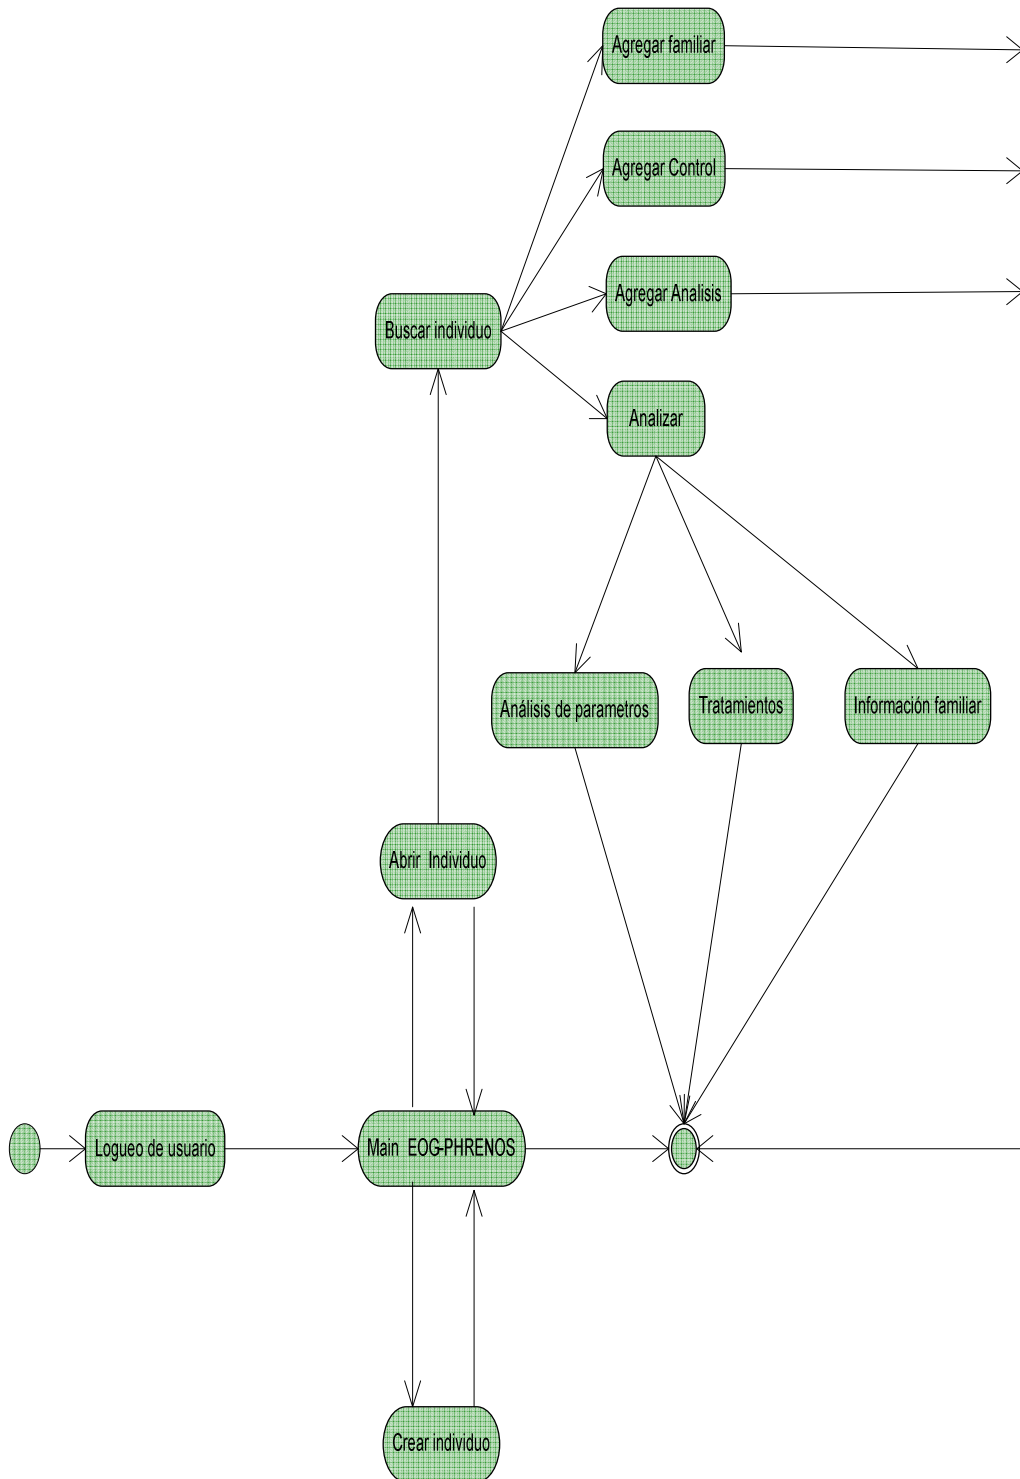 Agregar familiar
Agregar Control
Agregar Analisis
Buscar individuo
Analizar
Análisis de parametros
Tratamientos
Información familiar
Abrir Individuo
Logueo de usuario
Main EOG-PHRENOS
Crear individuo